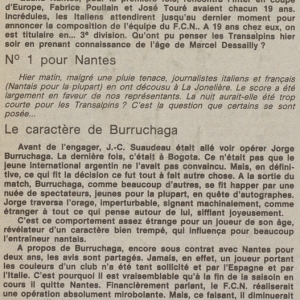 d'Europe, Fabrice Poullain et José Touré avaient chacun 19 ans.
Incrédules, les Italiens attendirent jusqu'au dernier moment pour
annoncer la composition de l'équipe du F.C.N.. A 19 ans chez eux, on
est titulaire en... 3e division. Qu'ont pu penser les Transalpins hier
soir en prenant connaissance de l'âge de Marcel Dessailly ?
N° 1 pour Nantes
Hier matin, malgré une pluie tenace, journalistes italiens et français
(Nantais pour la plupart) en ont décousu à La Jonelière. Le score a été
largement en faveur de nos représentants. La nuit aurait-elle été trop
courte pour les Transalpins ? C'est la question que certains se sont
posée...
Le caractère de Burruchaga
Avant de l'engager, J.-C. Suaudeau était allé voir opérer Jorge
Burruchaga. La dernière fois, c'était à Bogota. Ce n'était pas que le
jeune international argentin ne l'avait pas convaincu. Mais, en défini-
tive, ce qui fit la décision ce fut tout à fait autre chose. A la sortie du
match, Burruchaga, comme beaucoup d'autres, se fit happer par une
nuée de spectateurs, jeunes pour la plupart, en quête d'autographes.
Jorge traversa l'orage, imperturbable, signant machinalement, comme
étranger à tout ce qui pense autour de lui, sifflant joyeusement.
C'est ce comportement assez étrange pour un joueur de son âge,
révélateur d'un caractère bien trempé, qui influença pour beaucoup
l'entraîneur nantais.
A propos de Burruchaga, encore sous contrat avec Nantes pour
deux ans, les avis sont partagés. Jamais, en effet, un joueur portant
les couleurs d'un club n'a été tant sollicité et par l'Espagne et par
l'Italie. C'est pourquoi il est vraisemblable qu'à la fin de la saison en
cours il quitte Nantes. Financièrement parlant, le F.C.N. réaliserait
une opération absolument mirobolante. Mais, ce faisant, il diminuerait